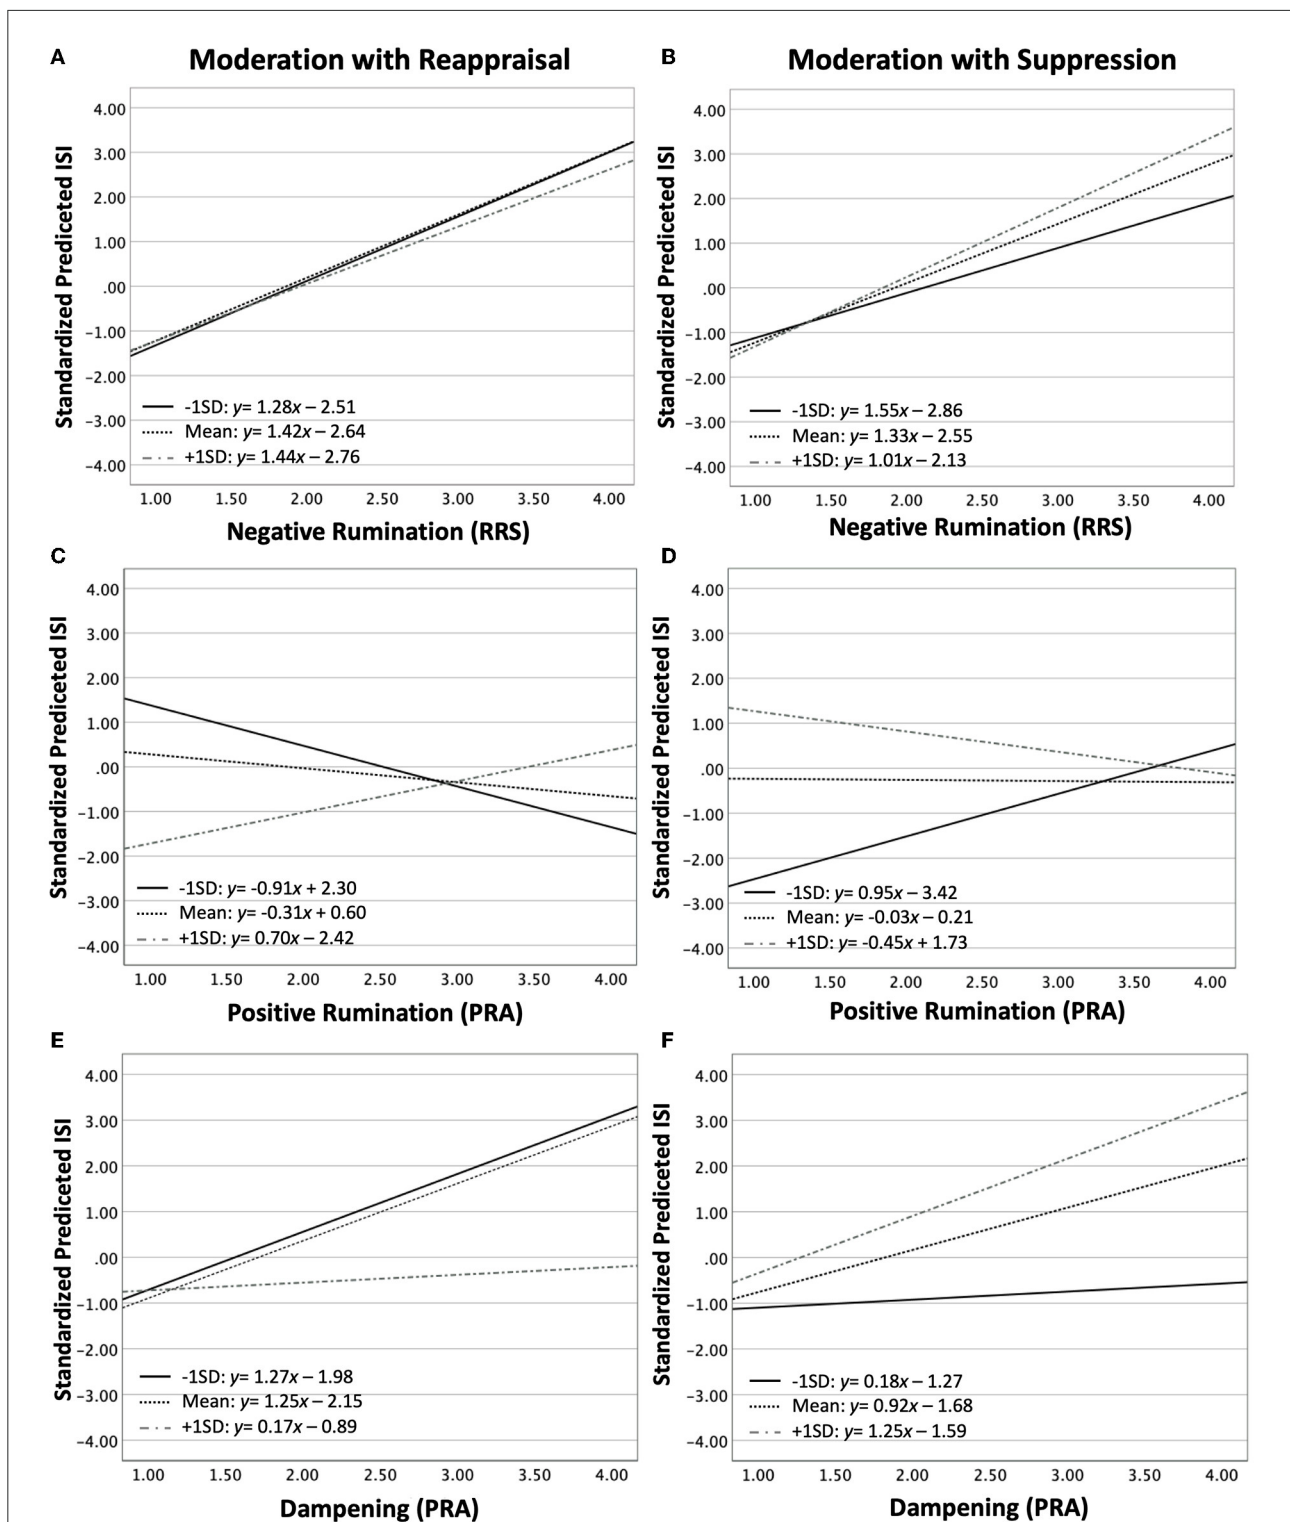 A
Moderation with Reappraisal
Standardized Prediceted ISI
4.00
3.00
2.00
1.00
.00
−1.00
−2.00
−3.00
−4.00
-1SD: y= 1.28x – 2.51
Mean: y= 1.42x – 2.64
+1SD: y= 1.44x – 2.76
1.00 1.50 2.00 2.50 3.00 3.50 4.00
Negative Rumination (RRS)
B
Moderation with Suppression
Standardized Prediceted ISI
4.00
3.00
2.00
1.00
.00
−1.00
−2.00
−3.00
−4.00
-1SD: y= 1.55x – 2.86
Mean: y= 1.33x – 2.55
+1SD: y= 1.01x – 2.13
1.00 1.50 2.00 2.50 3.00 3.50 4.00
Negative Rumination (RRS)
C
Standardized Prediceted ISI
4.00
3.00
2.00
1.00
.00
−1.00
−2.00
−3.00
−4.00
-1SD: y= -0.91x + 2.30
Mean: y= -0.31x + 0.60
+1SD: y= 0.70x – 2.42
1.00 1.50 2.00 2.50 3.00 3.50 4.00
Positive Rumination (PRA)
D
Standardized Prediceted ISI
4.00
3.00
2.00
1.00
.00
−1.00
−2.00
−3.00
−4.00
-1SD: y= 0.95x – 3.42
Mean: y= -0.03x – 0.21
+1SD: y= -0.45x + 1.73
1.00 1.50 2.00 2.50 3.00 3.50 4.00
Positive Rumination (PRA)
E
Standardized Prediceted ISI
4.00
3.00
2.00
1.00
.00
−1.00
−2.00
−3.00
−4.00
-1SD: y= 1.27x – 1.98
Mean: y= 1.25x – 2.15
+1SD: y= 0.17x – 0.89
1.00 1.50 2.00 2.50 3.00 3.50 4.00
Dampening (PRA)
F
Standardized Prediceted ISI
4.00
3.00
2.00
1.00
.00
−1.00
−2.00
−3.00
−4.00
-1SD: y= 0.18x – 1.27
Mean: y= 0.92x – 1.68
+1SD: y= 1.25x – 1.59
1.00 1.50 2.00 2.50 3.00 3.50 4.00
Dampening (PRA)